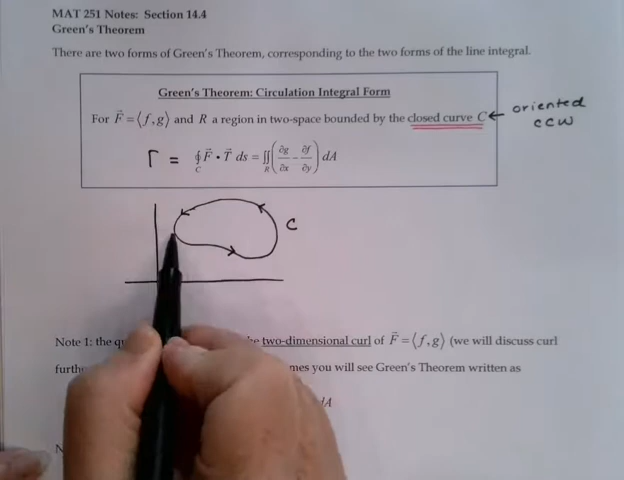 MAT 251 Notes: Section 14.4
Green's Theorem
There are two forms of Green's Theorem, corresponding to the two forms of the line integral.
Green's Theorem: Circulation Integral Form
For F⃗ = ⟨f, g⟩ and R a region in two-space bounded by the closed curve C ← oriented ccw
Γ = ∮_C F⃗ • T⃗ ds = ∬_R (∂g/∂x − ∂f/∂y) dA
C
Note 1: the two-dimensional curl of F⃗ = ⟨f, g⟩ (we will discuss curl
you will see Green's Theorem written as
dA